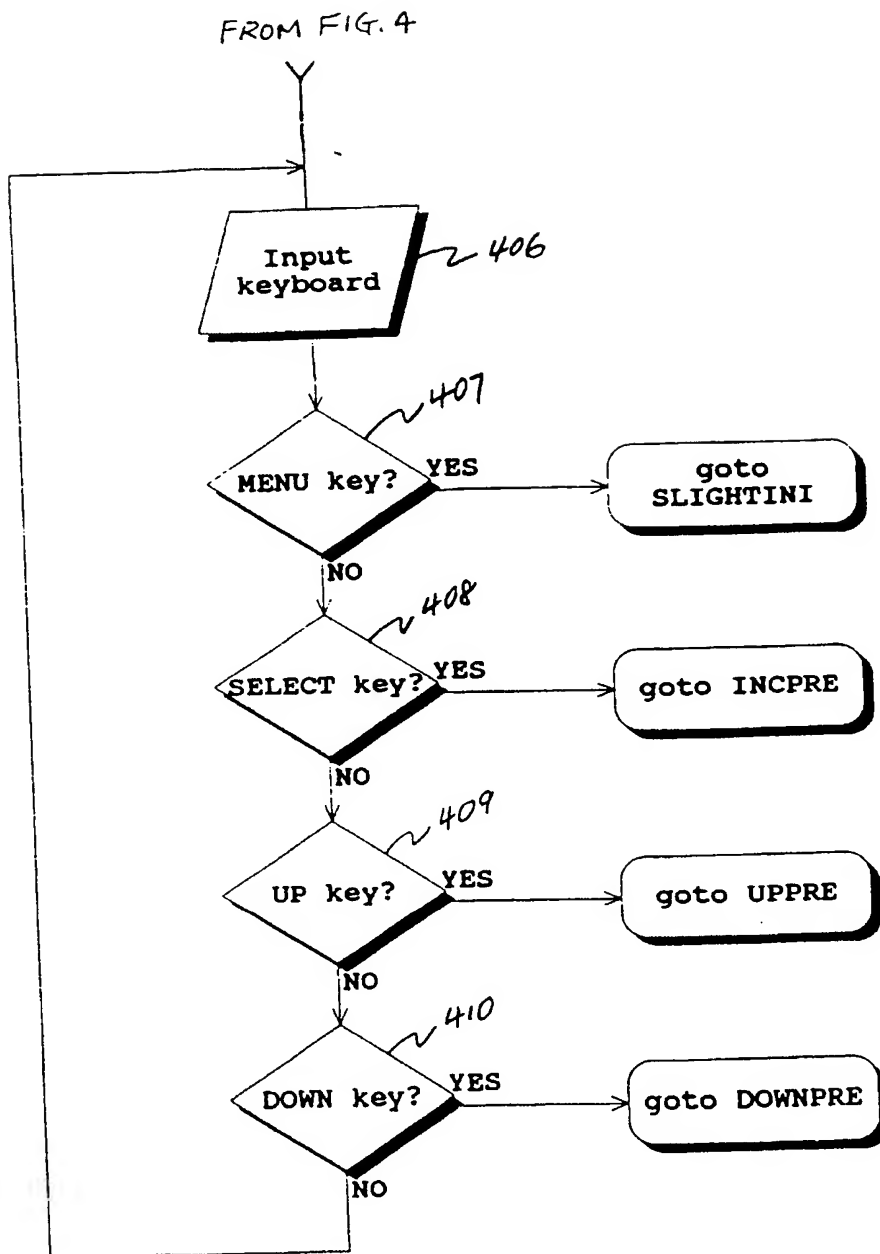 FROM FIG. 4
Input
keyboard
406
407
MENU key?
YES
goto
SLIGHTINI
NO
408
SELECT key?
YES
goto INCPRE
NO
409
UP key?
YES
goto UPPRE
NO
410
DOWN key?
YES
goto DOWNPRE
NO